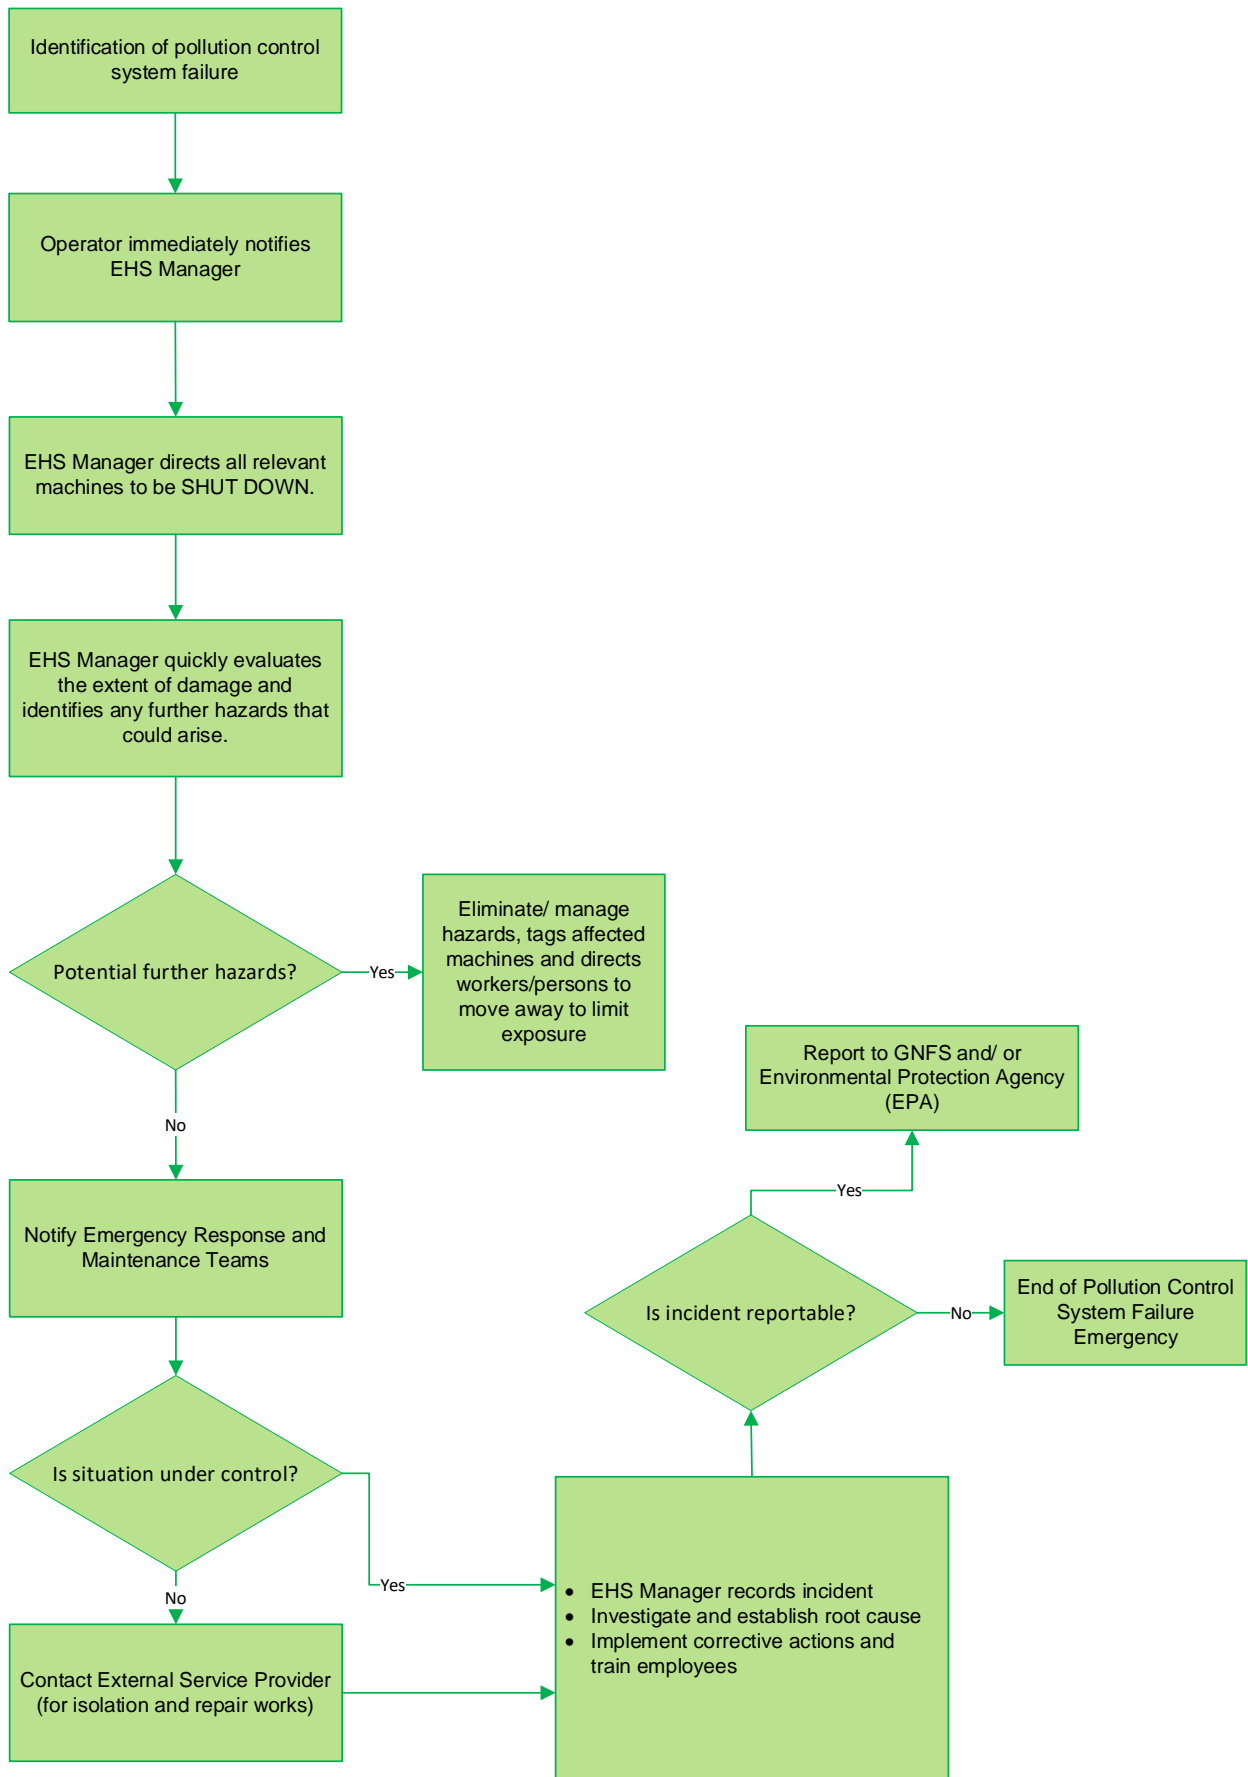 Identification of pollution control
system failure
Operator immediately notifies
EHS Manager
EHS Manager directs all relevant
machines to be SHUT DOWN.
EHS Manager quickly evaluates
the extent of damage and
identifies any further hazards that
could arise.
Potential further hazards?
Yes
Eliminate/ manage
hazards, tags affected
machines and directs
workers/persons to
move away to limit
exposure
No
Notify Emergency Response and
Maintenance Teams
Is situation under control?
Yes
No
Contact External Service Provider
(for isolation and repair works)
• EHS Manager records incident
• Investigate and establish root cause
• Implement corrective actions and
train employees
Is incident reportable?
Yes
Report to GNFS and/ or
Environmental Protection Agency
(EPA)
No
End of Pollution Control
System Failure
Emergency